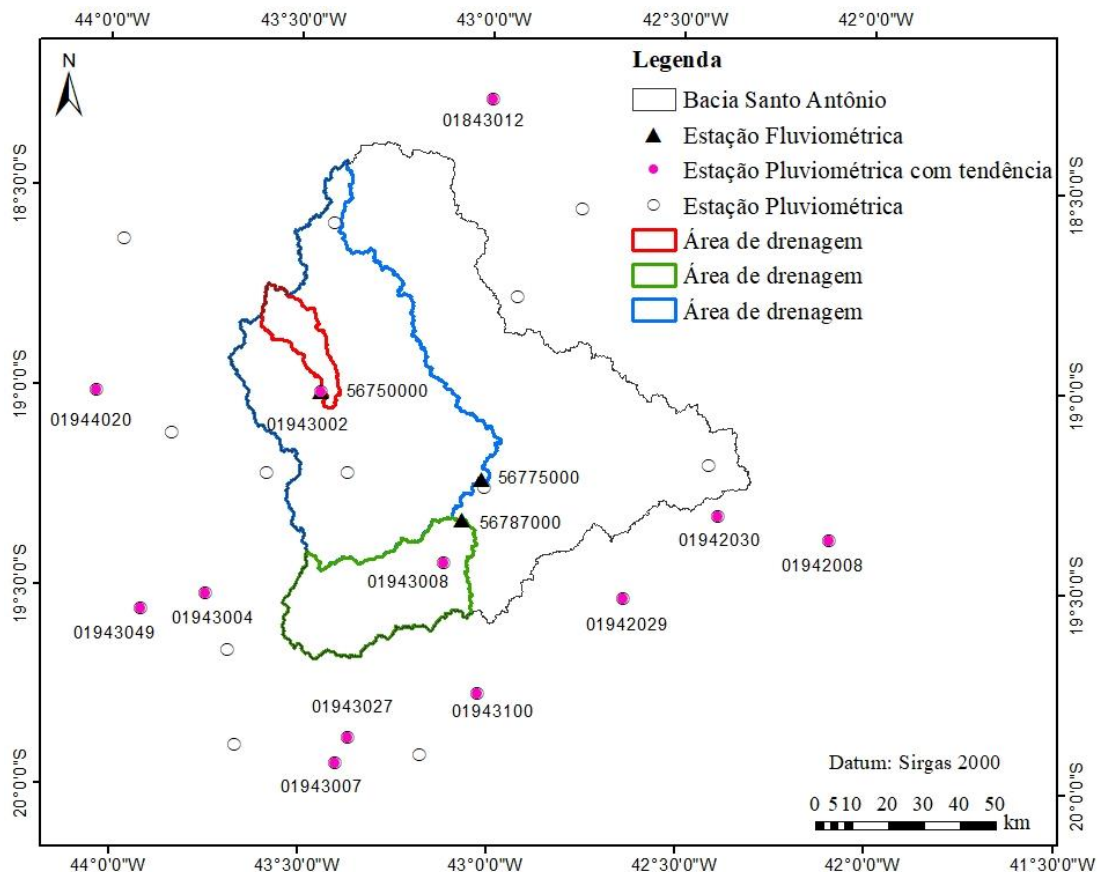 44°0'0"W 43°30'0"W 43°0'0"W 42°30'0"W 42°0'0"W
N
Legenda
Bacia Santo Antônio
Estação Fluviométrica
Estação Pluviométrica com tendência
Estação Pluviométrica
Área de drenagem
Área de drenagem
Área de drenagem
01843012
18°30'0"S
18°30'0"S
19°0'0"S
19°0'0"S
56750000
01944020
01943002
56775000
56787000
01942030
01942008
01943008
19°30'0"S
19°30'0"S
01943004
01943049
01942029
01943027
01943100
01943007
Datum: Sirgas 2000
0 5 10 20 30 40 50
km
20°0'0"S
20°0'0"S
44°0'0"W 43°30'0"W 43°0'0"W 42°30'0"W 42°0'0"W 41°30'0"W